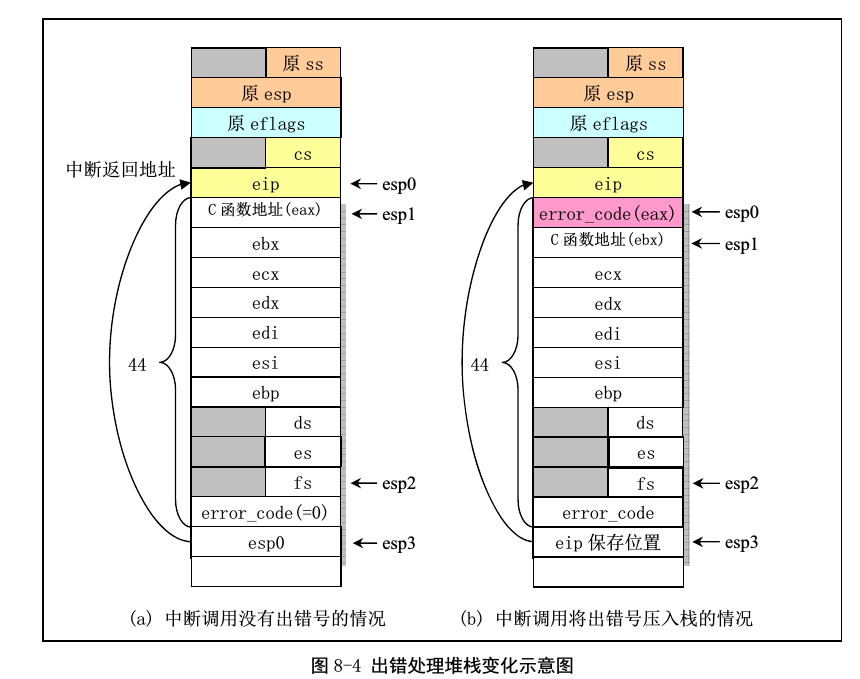 原 ss
原 esp
原 eflags
cs
中断返回地址
eip
esp0
C 函数地址(eax)
esp1
ebx
ecx
edx
edi
44
esi
ebp
ds
es
fs
esp2
error_code(=0)
esp0
esp3
(a) 中断调用没有出错号的情况
原 ss
原 esp
原 eflags
cs
eip
error_code(eax)
esp0
C 函数地址(ebx)
esp1
ecx
edx
edi
44
esi
ebp
ds
es
fs
esp2
error_code
eip 保存位置
esp3
(b) 中断调用将出错号压入栈的情况
图 8-4 出错处理堆栈变化示意图